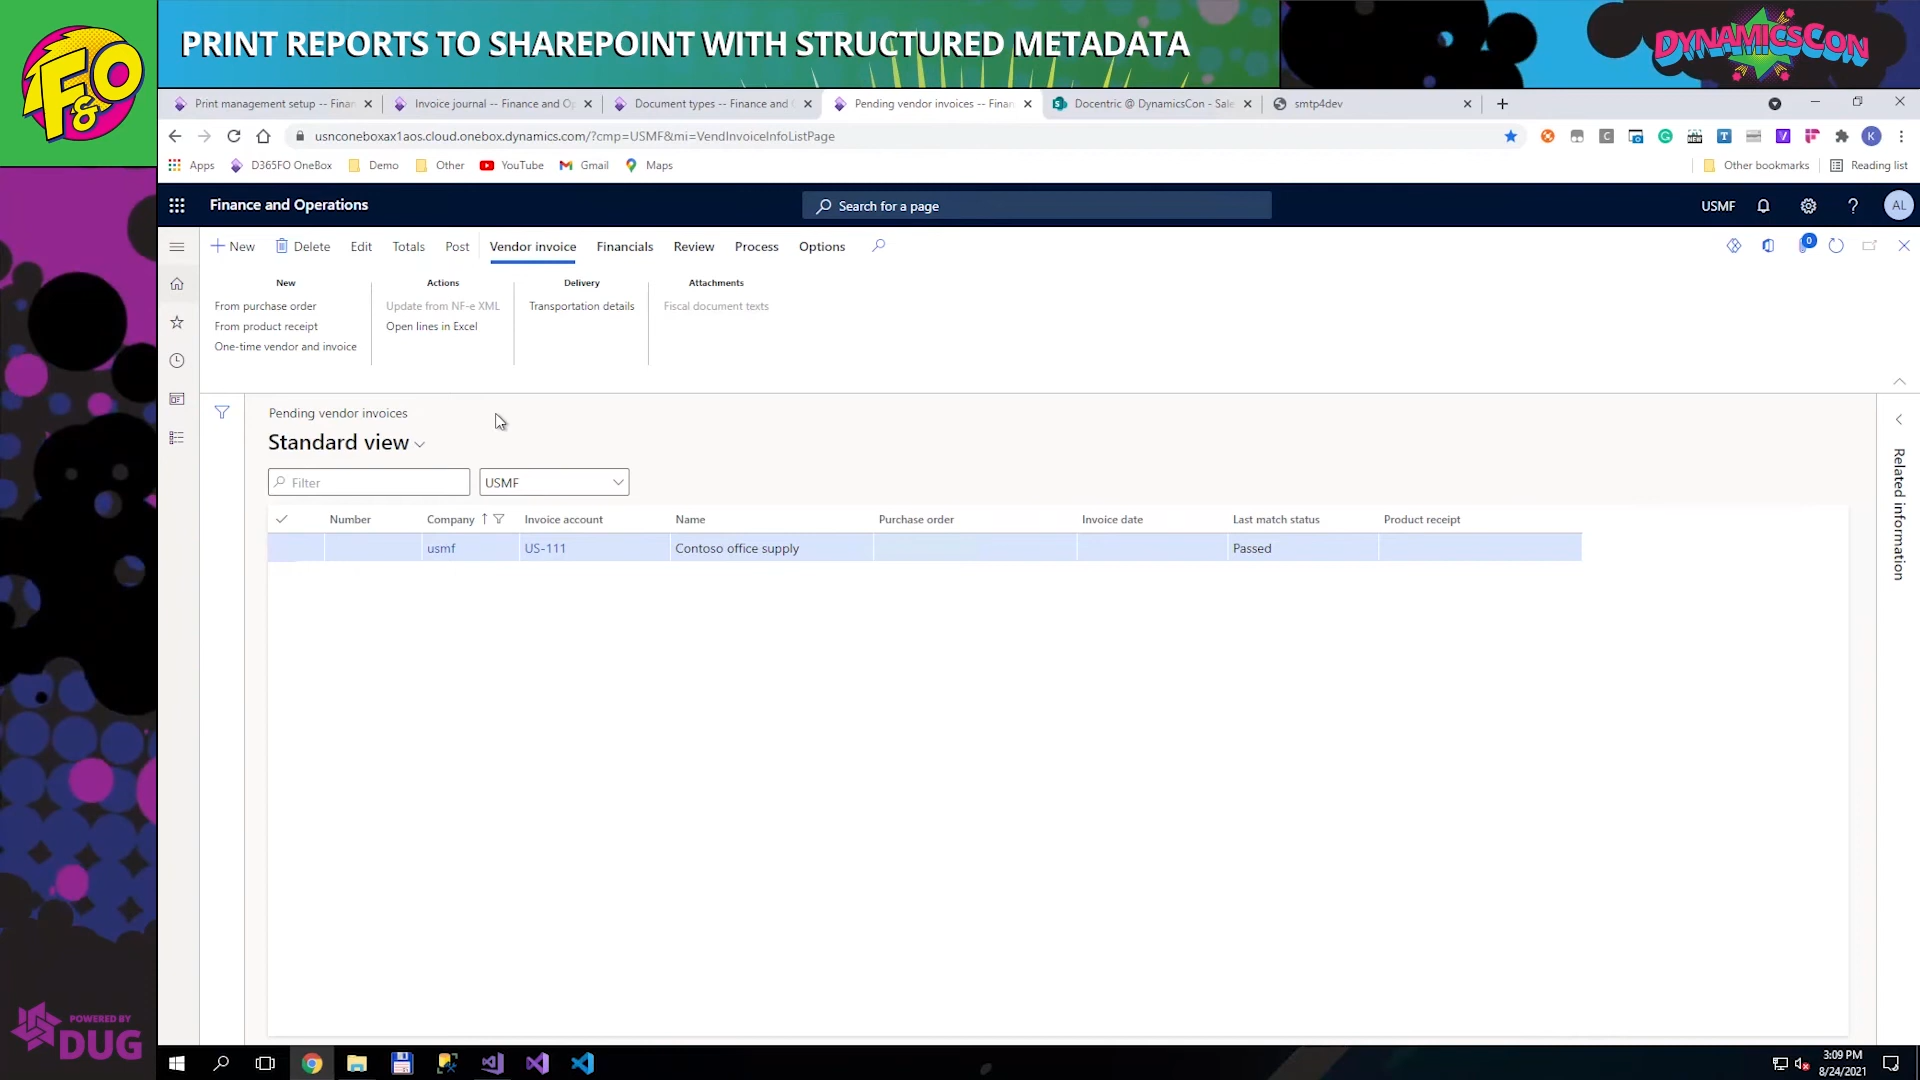 F&O
PRINT REPORTS TO SHAREPOINT WITH STRUCTURED METADATA
DYNAMICSCON
Print management setup -- Finan
Invoice journal -- Finance and Op
Document types -- Finance and O
Pending vendor invoices -- Finan
Docentric @ DynamicsCon - Sale
smtp4dev
usnconeboxax1aos.cloud.onebox.dynamics.com/?cmp=USMF&mi=VendInvoiceInfoListPage
K
Apps
D365FO OneBox
Demo
Other
YouTube
Gmail
Maps
Other bookmarks
Reading list
Finance and Operations
Search for a page
USMF
AL
New
Delete
Edit
Totals
Post
Vendor invoice
Financials
Review
Process
Options
0
New
Actions
Delivery
Attachments
From purchase order
Update from NF-e XML
Transportation details
Fiscal document texts
From product receipt
Open lines in Excel
One-time vendor and invoice
Pending vendor invoices
Standard view
Filter
USMF
Related information
Number
Company
Invoice account
Name
Purchase order
Invoice date
Last match status
Product receipt
usmf
US-111
Contoso office supply
Passed
POWERED BY
DUG
3:09 PM
8/24/2021